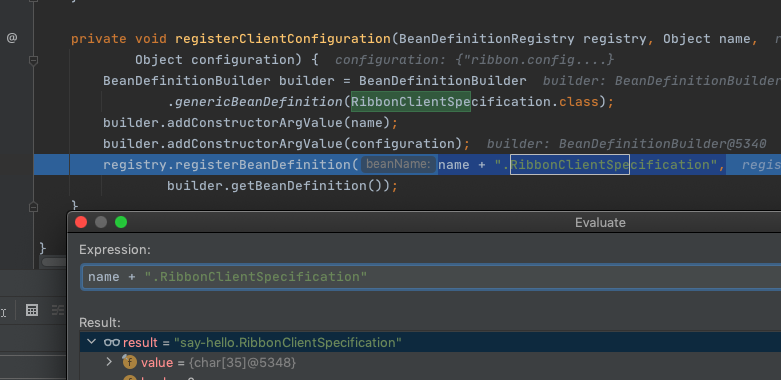 @
private void registerClientConfiguration(BeanDefinitionRegistry registry, Object name,
Object configuration) { configuration: {"ribbon.config....}
BeanDefinitionBuilder builder = BeanDefinitionBuilder builder: BeanDefinitionBuilder
.genericBeanDefinition(RibbonClientSpecification.class);
builder.addConstructorArgValue(name);
builder.addConstructorArgValue(configuration); builder: BeanDefinitionBuilder@5340
registry.registerBeanDefinition( beanName: name + ".RibbonClientSpecification", regis
builder.getBeanDefinition());
}
}
Evaluate
Expression:
name + ".RibbonClientSpecification"
Result:
result = "say-hello.RibbonClientSpecification"
f value = {char[35]@5348}